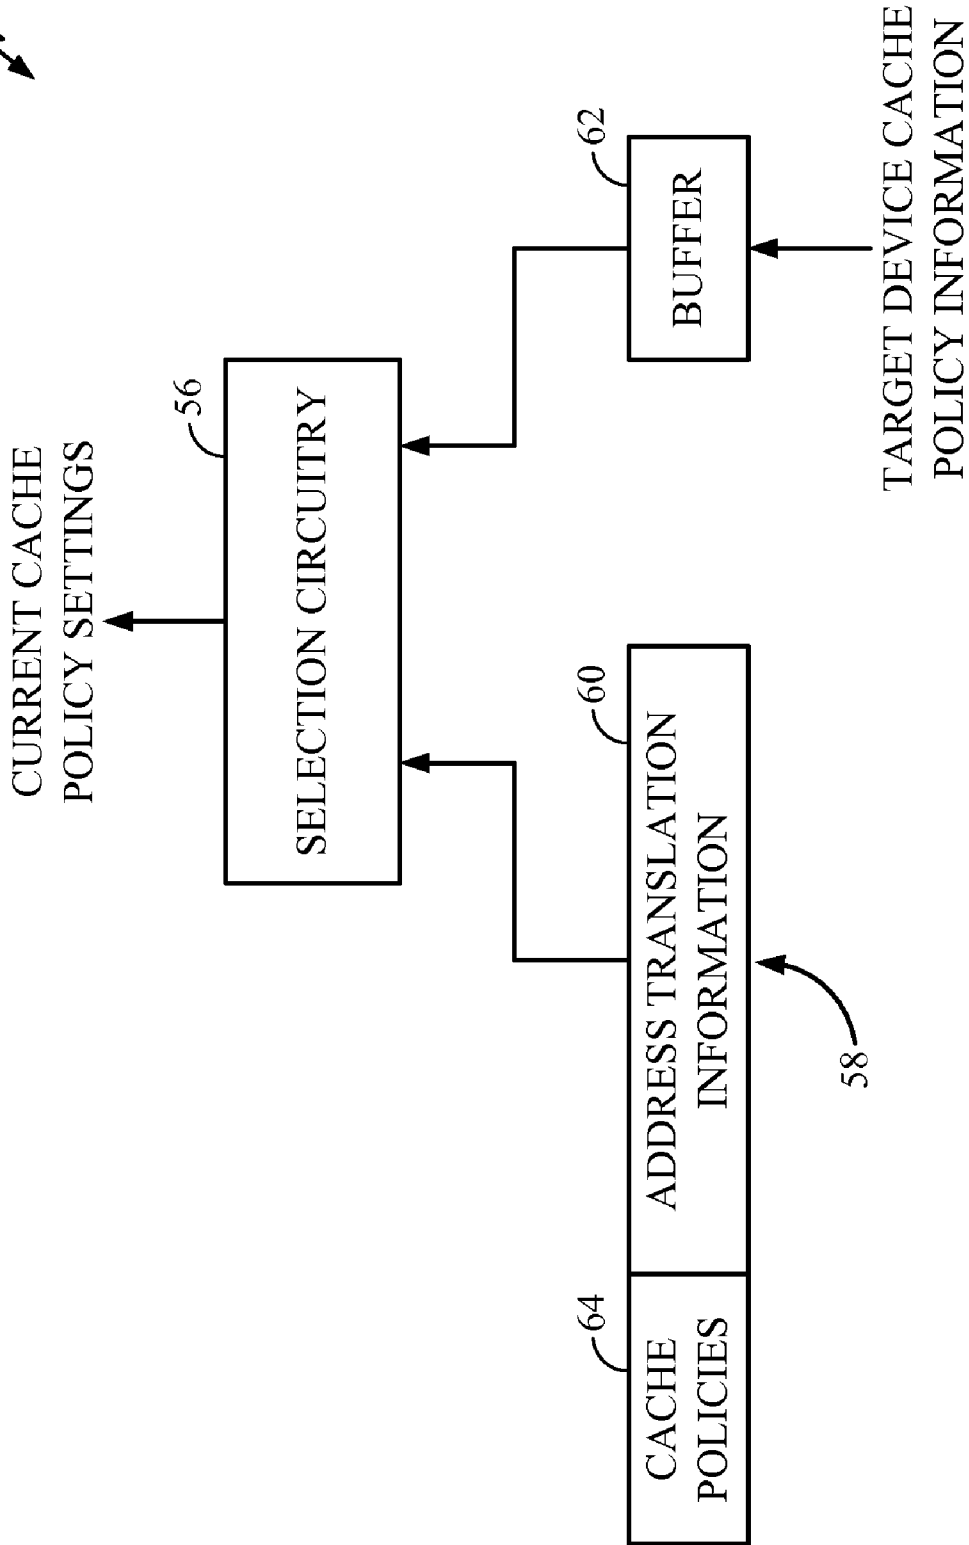 CURRENT CACHE
POLICY SETTINGS
56
SELECTION CIRCUITRY
64
CACHE
POLICIES
60
ADDRESS TRANSLATION
INFORMATION
58
62
BUFFER
TARGET DEVICE CACHE
POLICY INFORMATION